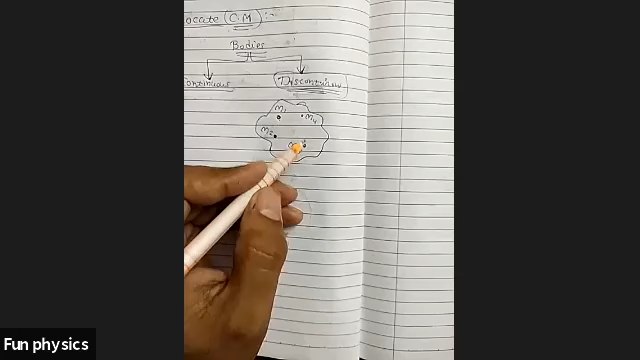 ocate (C.M) :-
Bodies
ontinuous
Discontinuous
m1
m4
m2
Fun physics